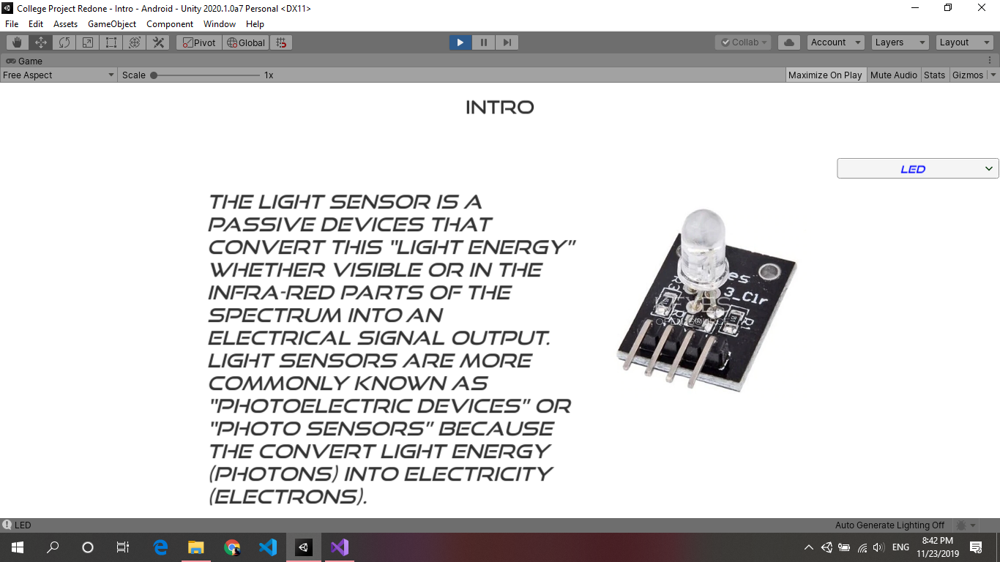 College Project Redone - Intro - Android - Unity 2020.1.0a7 Personal <DX11>
File Edit Assets GameObject Component Window Help
Pivot Global Collab Account Layers Layout
Game
Free Aspect Scale 1x Maximize On Play Mute Audio Stats Gizmos
INTRO
LED
THE LIGHT SENSOR IS A
PASSIVE DEVICES THAT
CONVERT THIS "LIGHT ENERGY"
WHETHER VISIBLE OR IN THE
INFRA-RED PARTS OF THE
SPECTRUM INTO AN
ELECTRICAL SIGNAL OUTPUT.
LIGHT SENSORS ARE MORE
COMMONLY KNOWN AS
"PHOTOELECTRIC DEVICES" OR
"PHOTO SENSORS" BECAUSE
THE CONVERT LIGHT ENERGY
(PHOTONS) INTO ELECTRICITY
(ELECTRONS).
es
3_Clr
R3
R1
LED Auto Generate Lighting Off
ENG
8:42 PM
11/23/2019